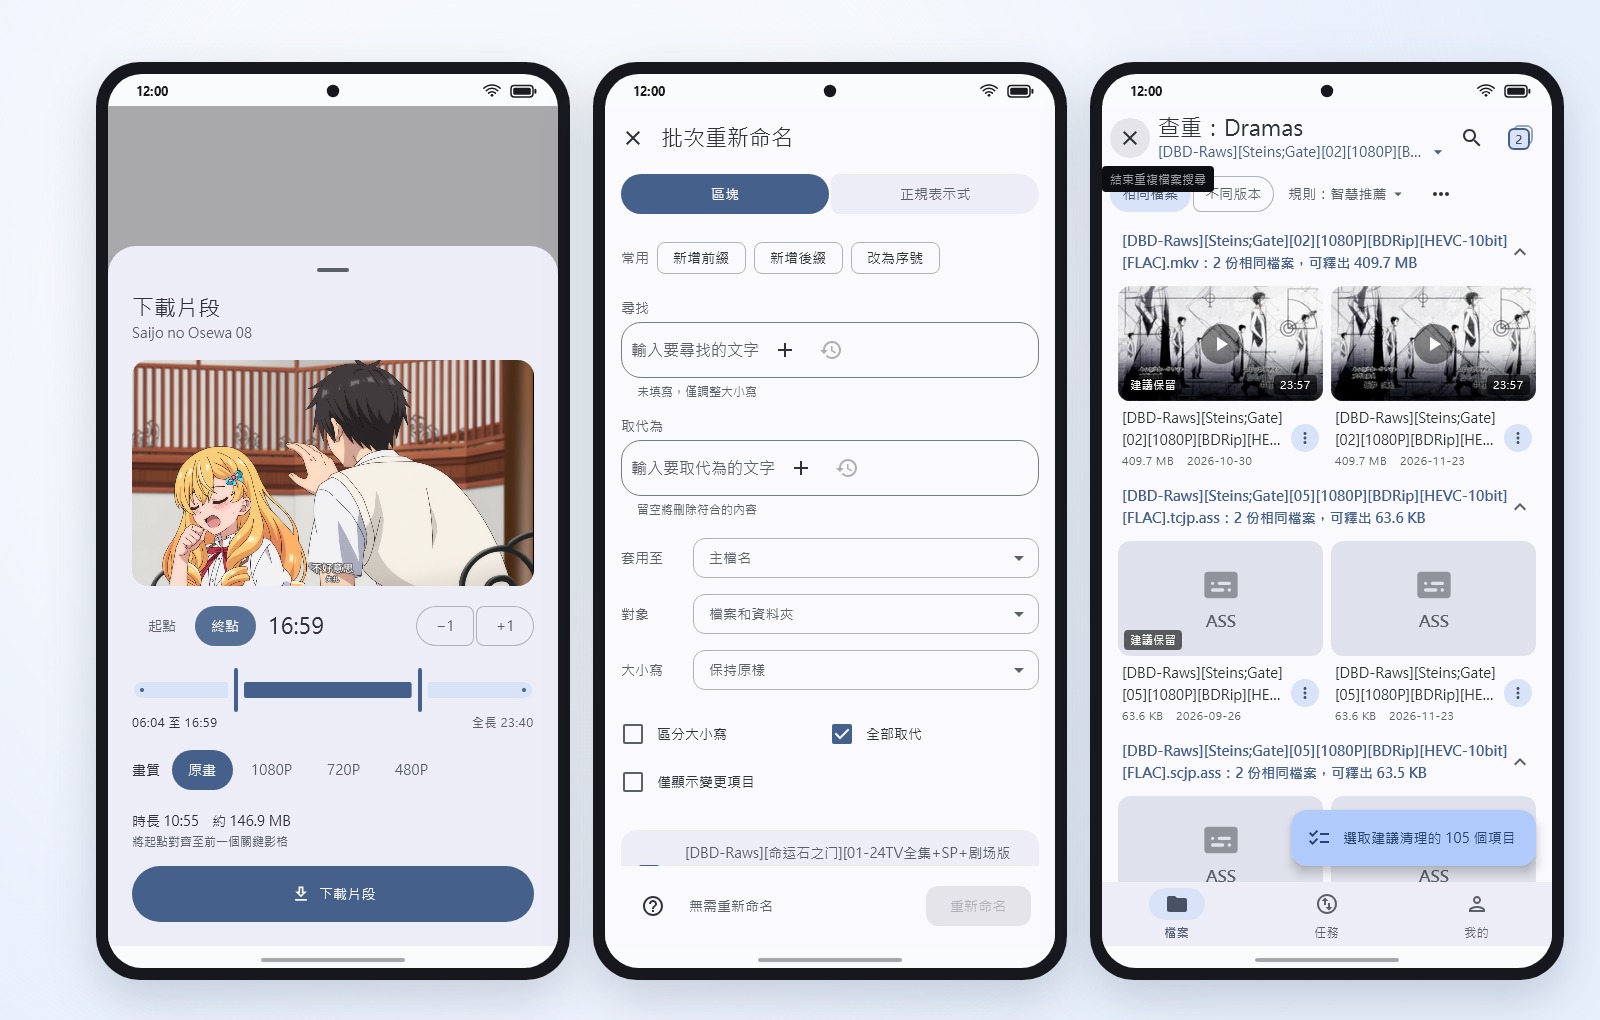 12:00
下載片段
Saijo no Osewa 08
不好意思
起點
終點
16:59
−1
+1
06:04 至 16:59
全長 23:40
畫質
原畫
1080P
720P
480P
時長 10:55 約 146.9 MB
將起點對齊至前一個關鍵影格
下載片段
12:00
批次重新命名
區塊
正規表示式
常用
新增前綴
新增後綴
改為序號
尋找
輸入要尋找的文字
未填寫，僅調整大小寫
取代為
輸入要取代為的文字
留空將刪除符合的內容
套用至
主檔名
對象
檔案和資料夾
大小寫
保持原樣
區分大小寫
全部取代
僅顯示變更項目
[DBD-Raws][命运石之门][01-24TV全集+SP+剧场版
無需重新命名
重新命名
12:00
查重：Dramas
2
[DBD-Raws][Steins;Gate][02][1080P][B...
結束重複檔案搜尋
相同檔案
不同版本
規則：智慧推薦
[DBD-Raws][Steins;Gate][02][1080P][BDRip][HEVC-10bit]
[FLAC].mkv：2 份相同檔案，可釋出 409.7 MB
建議保留
23:57
23:57
[DBD-Raws][Steins;Gate]
[02][1080P][BDRip][HE...
409.7 MB 2026-10-30
[DBD-Raws][Steins;Gate]
[02][1080P][BDRip][HE...
409.7 MB 2026-11-23
[DBD-Raws][Steins;Gate][05][1080P][BDRip][HEVC-10bit]
[FLAC].tcjp.ass：2 份相同檔案，可釋出 63.6 KB
ASS
建議保留
ASS
[DBD-Raws][Steins;Gate]
[05][1080P][BDRip][HE...
63.6 KB 2026-09-26
[DBD-Raws][Steins;Gate]
[05][1080P][BDRip][HE...
63.6 KB 2026-11-23
[DBD-Raws][Steins;Gate][05][1080P][BDRip][HEVC-10bit]
[FLAC].scjp.ass：2 份相同檔案，可釋出 63.5 KB
選取建議清理的 105 個項目
ASS
ASS
檔案
任務
我的